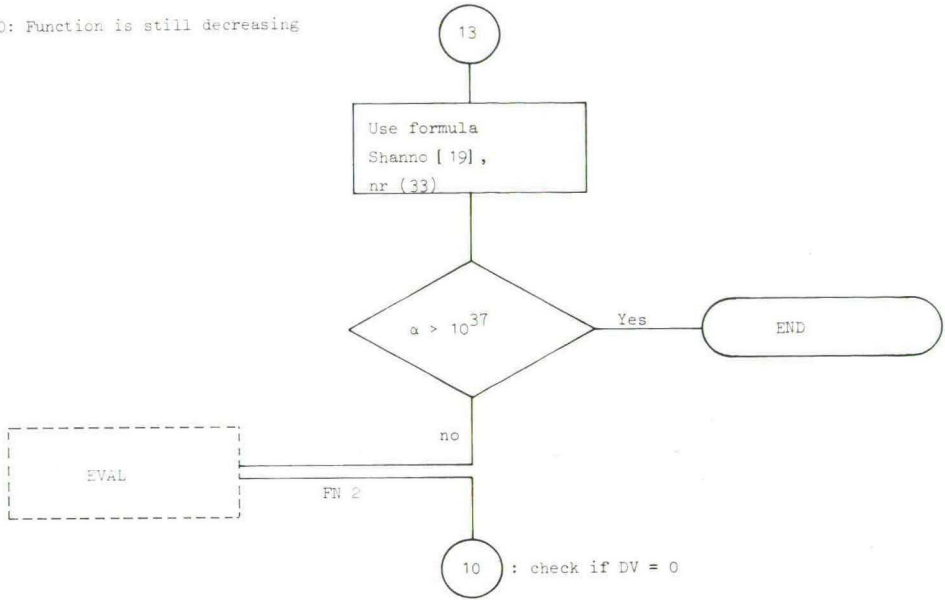 0: Function is still decreasing
13
Use formula
Shanno [ 19] ,
nr (33)
α > 10^37
Yes
END
no
EVAL
FN 2
10 : check if DV = 0